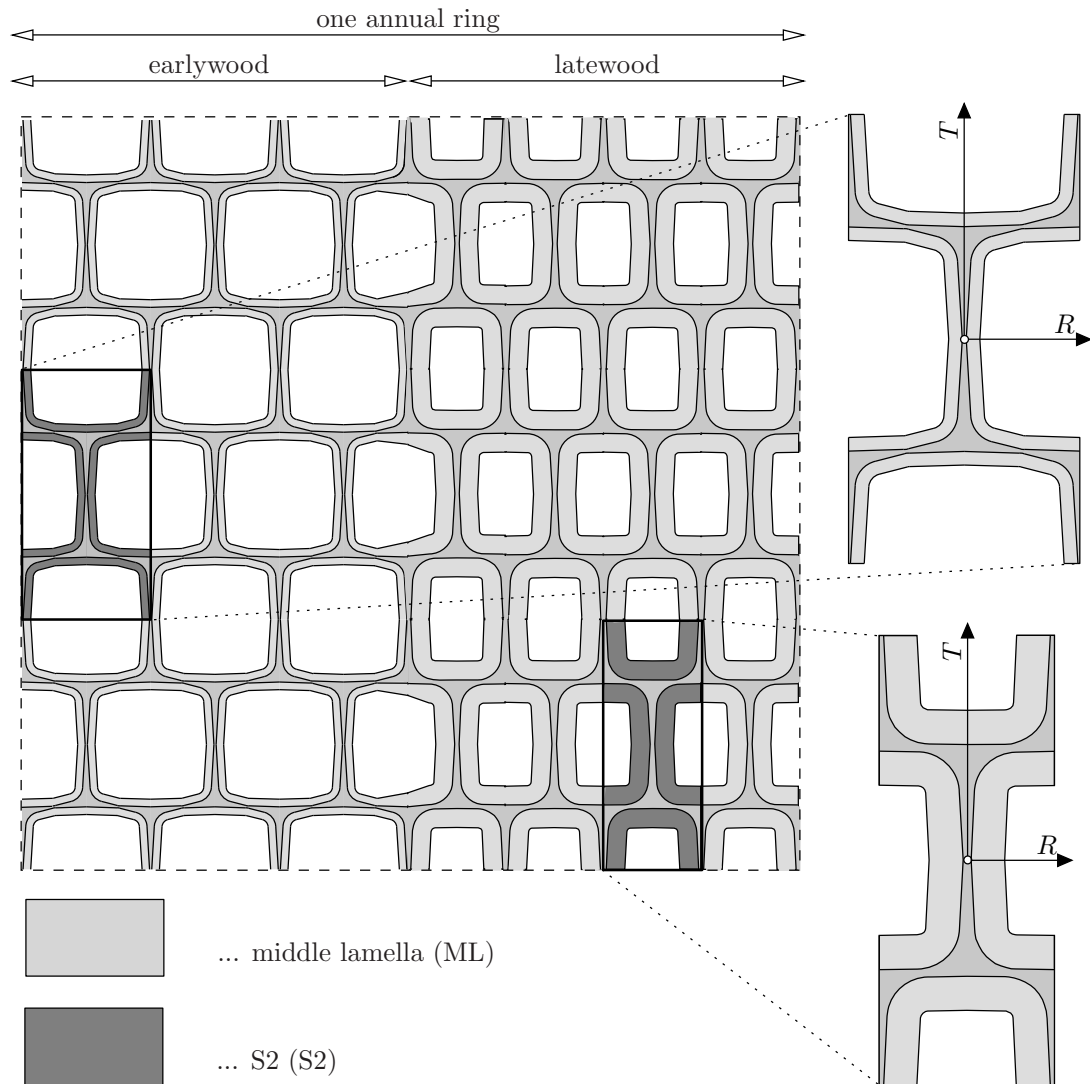 one annual ring
earlywood
latewood
T
R
T
R
... middle lamella (ML)
... S2 (S2)